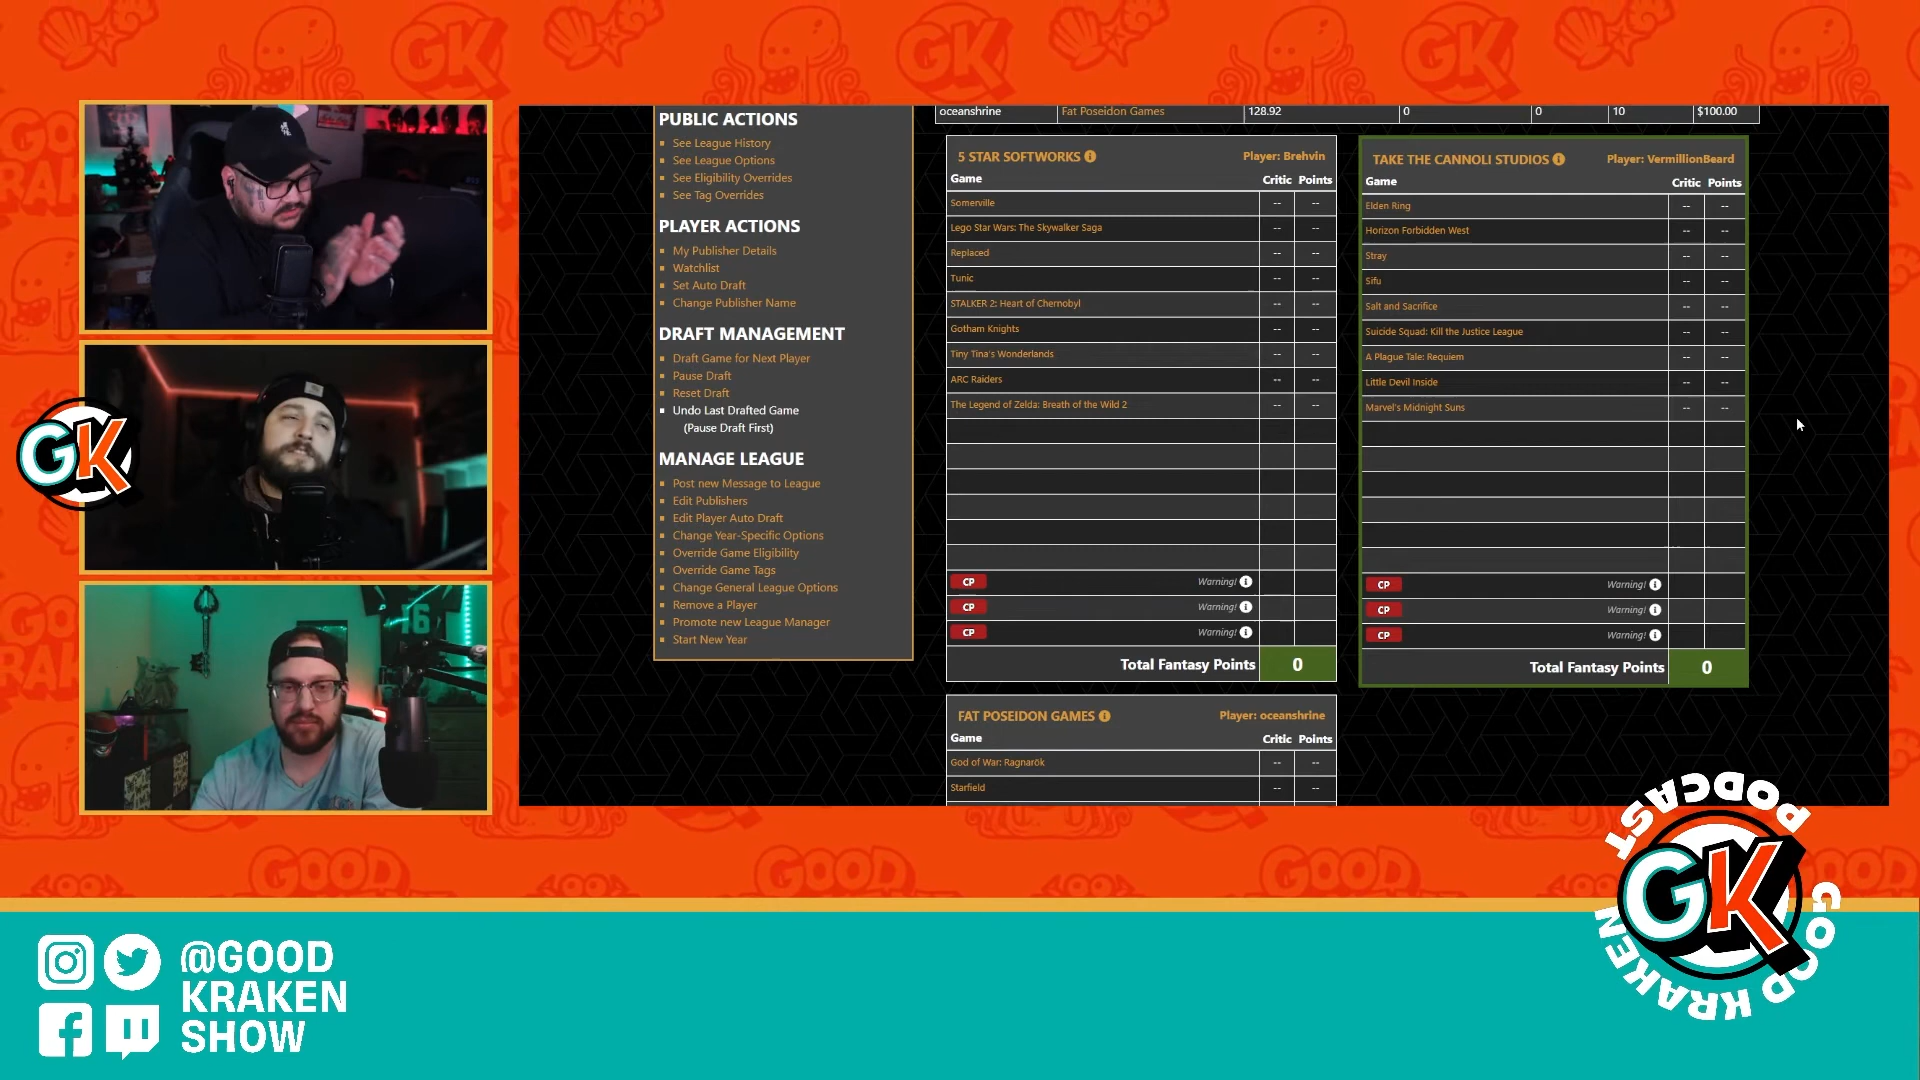 PUBLIC ACTIONS
See League History
See League Options
See Eligibility Overrides
See Tag Overrides
PLAYER ACTIONS
My Publisher Details
Watchlist
Set Auto Draft
Change Publisher Name
DRAFT MANAGEMENT
Draft Game for Next Player
Pause Draft
Reset Draft
Undo Last Drafted Game
(Pause Draft First)
MANAGE LEAGUE
Post new Message to League
Edit Publishers
Edit Player Auto Draft
Change Year-Specific Options
Override Game Eligibility
Override Game Tags
Change General League Options
Remove a Player
Promote new League Manager
Start New Year
oceanshrine Fat Poseidon Games 128.92 0 0 10 $100.00
5 STAR SOFTWORKS Player: Brehvin
Game Critic Points
Somerville -- --
Lego Star Wars: The Skywalker Saga -- --
Replaced -- --
Tunic -- --
STALKER 2: Heart of Chernobyl -- --
Gotham Knights -- --
Tiny Tina's Wonderlands -- --
ARC Raiders -- --
The Legend of Zelda: Breath of the Wild 2 -- --
CP Warning!
CP Warning!
CP Warning!
Total Fantasy Points 0
TAKE THE CANNOLI STUDIOS Player: VermillionBeard
Game Critic Points
Elden Ring -- --
Horizon Forbidden West -- --
Stray -- --
Sifu -- --
Salt and Sacrifice -- --
Suicide Squad: Kill the Justice League -- --
A Plague Tale: Requiem -- --
Little Devil Inside -- --
Marvel's Midnight Suns -- --
CP Warning!
CP Warning!
CP Warning!
Total Fantasy Points 0
FAT POSEIDON GAMES Player: oceanshrine
Game Critic Points
God of War: Ragnarök -- --
Starfield -- --
GK
16
@GOOD
KRAKEN
SHOW
GK
GOOD KRAKEN PODCAST
GK
GK
GK
GOOD
GOOD
GOOD